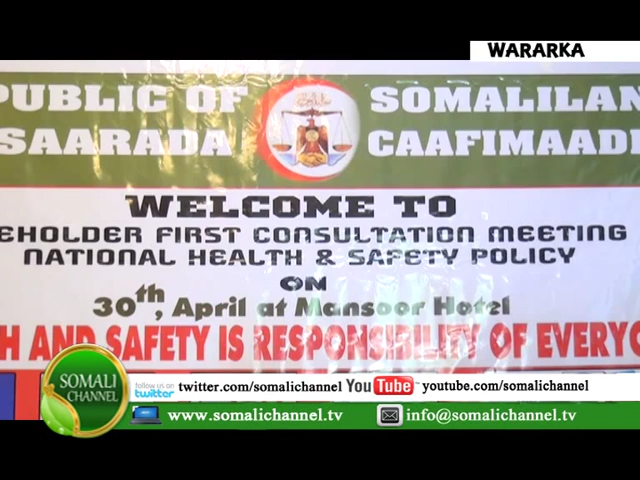 WARARKA
PUBLIC OF SOMALILAN
SAARADA CAAFIMAAD
WELCOME TO
EHOLDER FIRST CONSULTATION MEETING
NATIONAL HEALTH & SAFETY POLICY
ON
30th, April at Mansoor Hotel
H AND SAFETY IS RESPONSIBILITY OF EVERYO
SOMALI CHANNEL
follow us on twitter
twitter.com/somalichannel YouTube youtube.com/somalichannel
www.somalichannel.tv info@somalichannel.tv